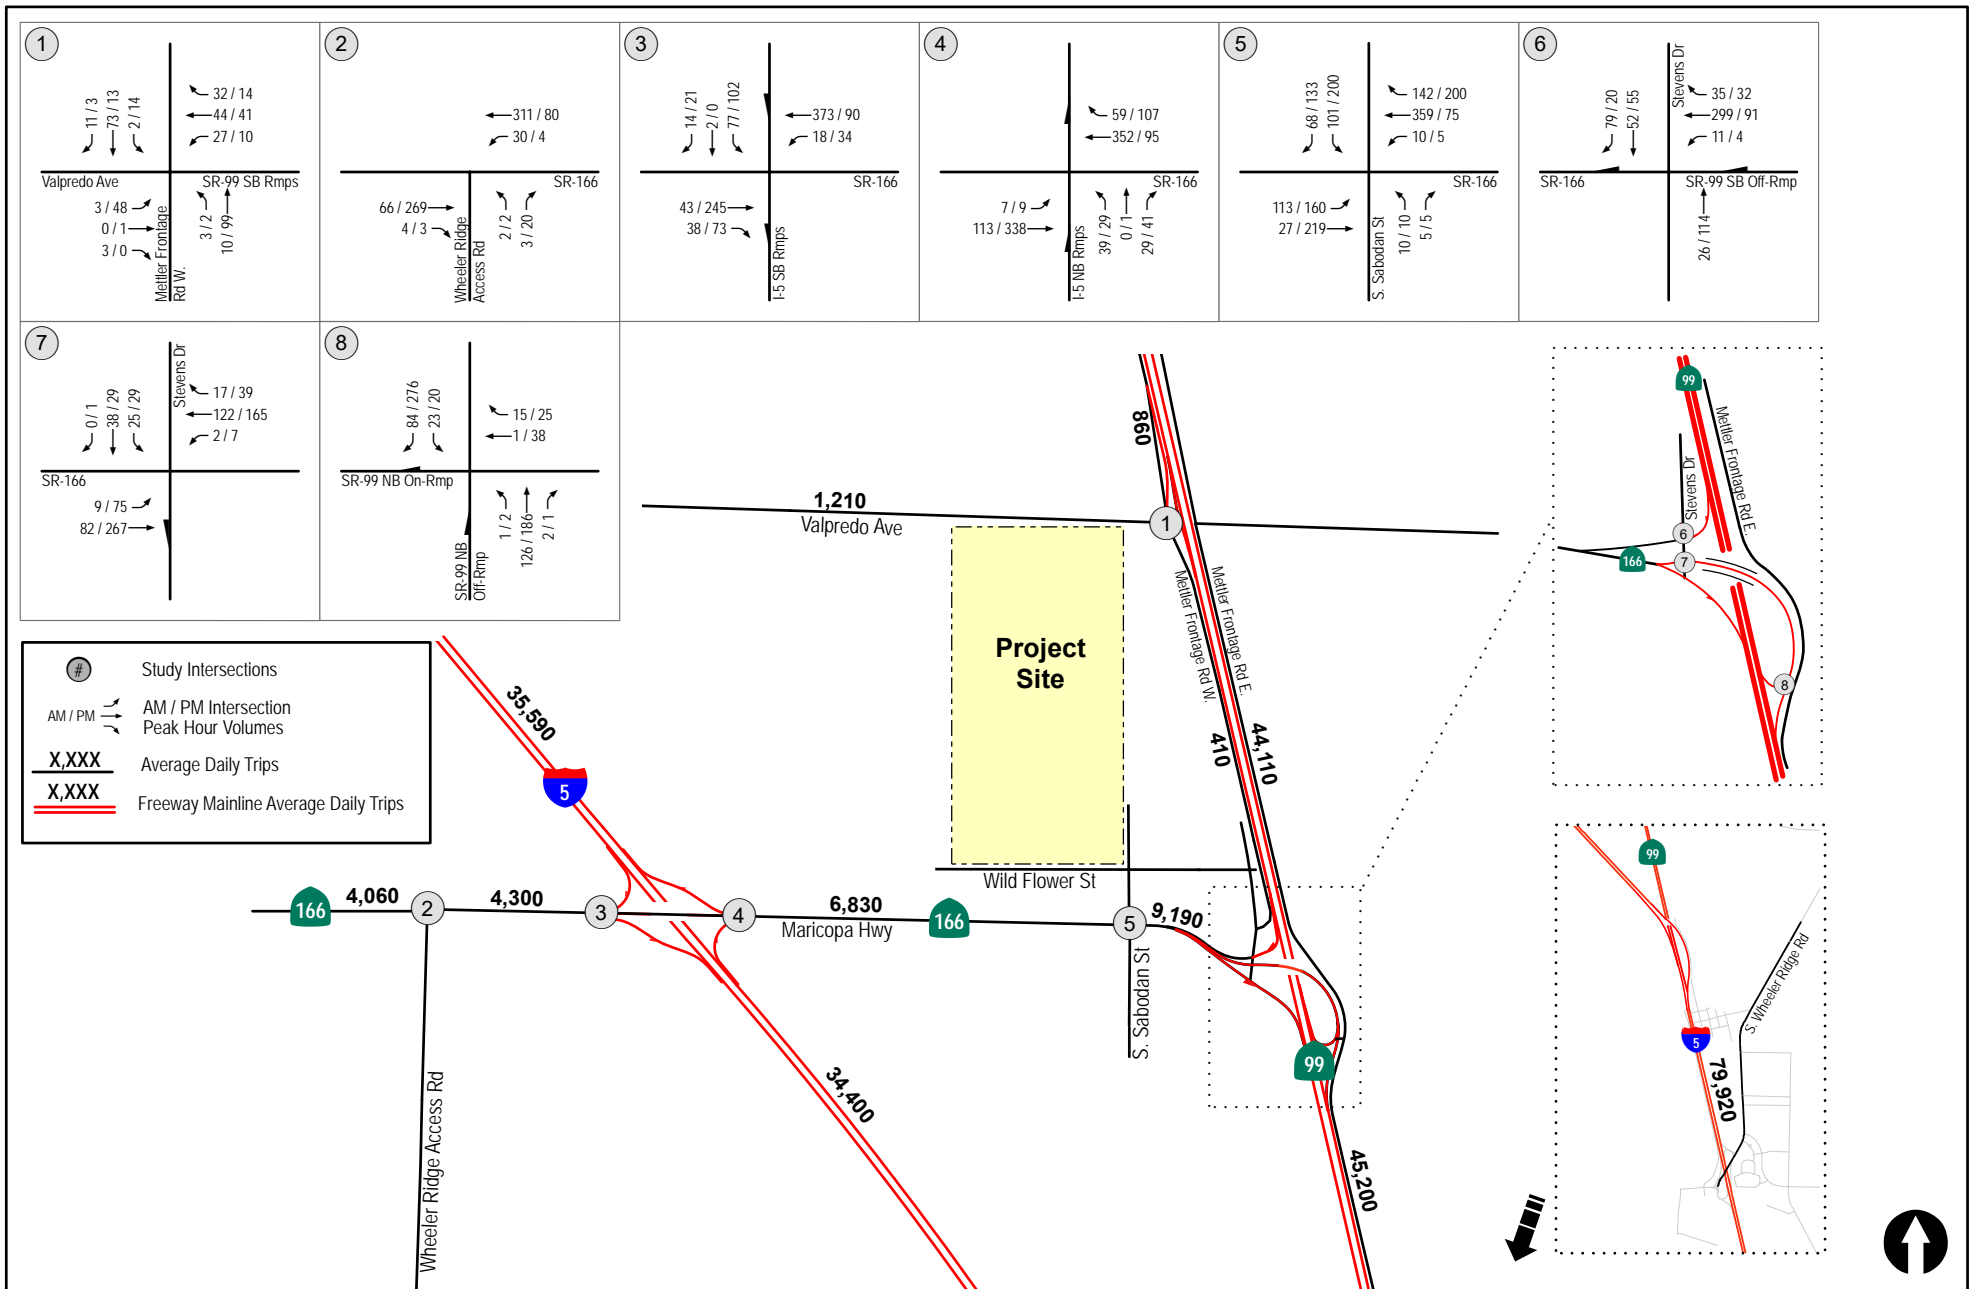 1
11 / 3
73 / 13
2 / 14
32 / 14
44 / 41
27 / 10
Valpredo Ave
SR-99 SB Rmps
3 / 48
0 / 1
3 / 0
Mettler Frontage
Rd W.
3 / 2
10 / 99
2
311 / 80
30 / 4
SR-166
66 / 269
4 / 3
Wheeler Ridge
Access Rd
2 / 2
3 / 20
3
14 / 21
2 / 0
77 / 102
373 / 90
18 / 34
SR-166
43 / 245
38 / 73
I-5 SB Rmps
4
59 / 107
352 / 95
SR-166
7 / 9
113 / 338
I-5 NB Rmps
39 / 29
0 / 1
29 / 41
5
68 / 133
101 / 200
142 / 200
359 / 75
10 / 5
SR-166
113 / 160
27 / 219
S. Sabodan St
10 / 10
5 / 5
6
79 / 20
52 / 55
Stevens Dr
35 / 32
299 / 91
11 / 4
SR-166
SR-99 SB Off-Rmp
26 / 114
7
0 / 1
38 / 29
25 / 29
Stevens Dr
17 / 39
122 / 165
2 / 7
SR-166
9 / 75
82 / 267
8
84 / 276
23 / 20
15 / 25
1 / 38
SR-99 NB On-Rmp
SR-99 NB
Off-Rmp
1 / 2
126 / 186
2 / 1
#
Study Intersections
AM / PM
AM / PM Intersection
Peak Hour Volumes
X,XXX
Average Daily Trips
X,XXX
Freeway Mainline Average Daily Trips
860
1,210
Valpredo Ave
1
Mettler Frontage Rd W.
Mettler Frontage Rd E.
Project
Site
410
44,110
35,590
5
Wild Flower St
166
4,060
2
4,300
3
4
6,830
Maricopa Hwy
166
5
9,190
S. Sabodan St
99
Wheeler Ridge Access Rd
34,400
45,200
99
Mettler Frontage Rd E.
Stevens Dr
6
166
7
8
99
S. Wheeler Ridge Rd
5
79,920